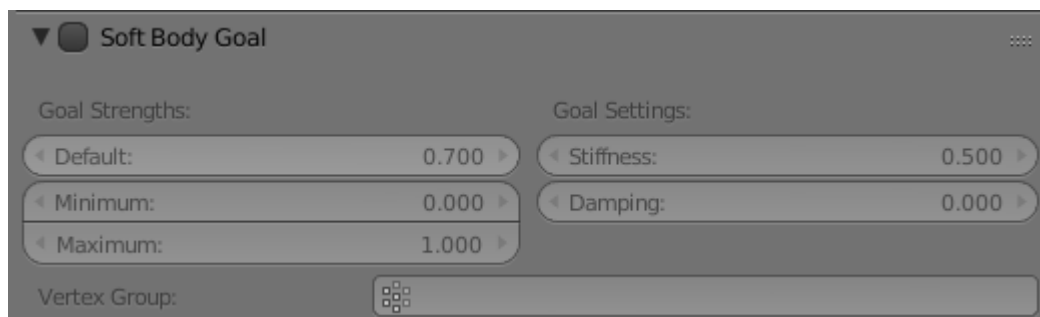 Soft Body Goal
Goal Strengths: Goal Settings:
Default: 0.700 Stiffness: 0.500
Minimum: 0.000 Damping: 0.000
Maximum: 1.000
Vertex Group: